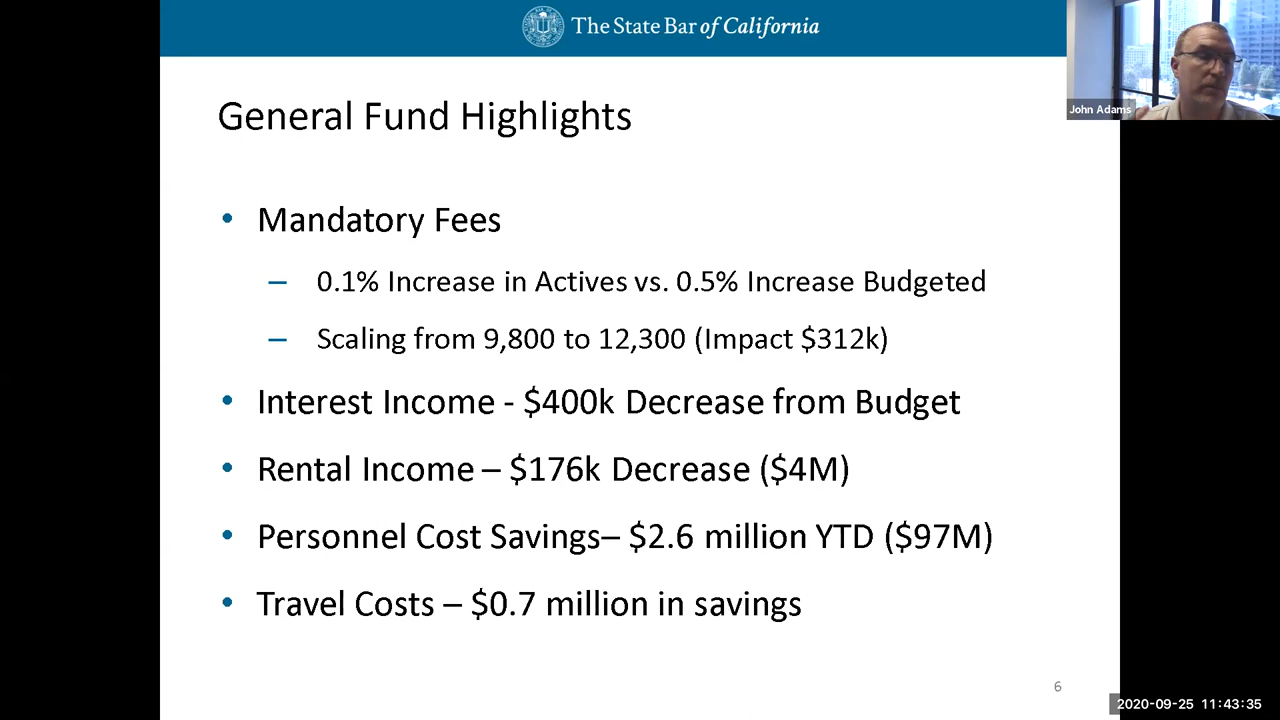 The State Bar of California
John Adams
General Fund Highlights
• Mandatory Fees
– 0.1% Increase in Actives vs. 0.5% Increase Budgeted
– Scaling from 9,800 to 12,300 (Impact $312k)
• Interest Income - $400k Decrease from Budget
• Rental Income – $176k Decrease ($4M)
• Personnel Cost Savings– $2.6 million YTD ($97M)
• Travel Costs – $0.7 million in savings
6
2020-09-25 11:43:35